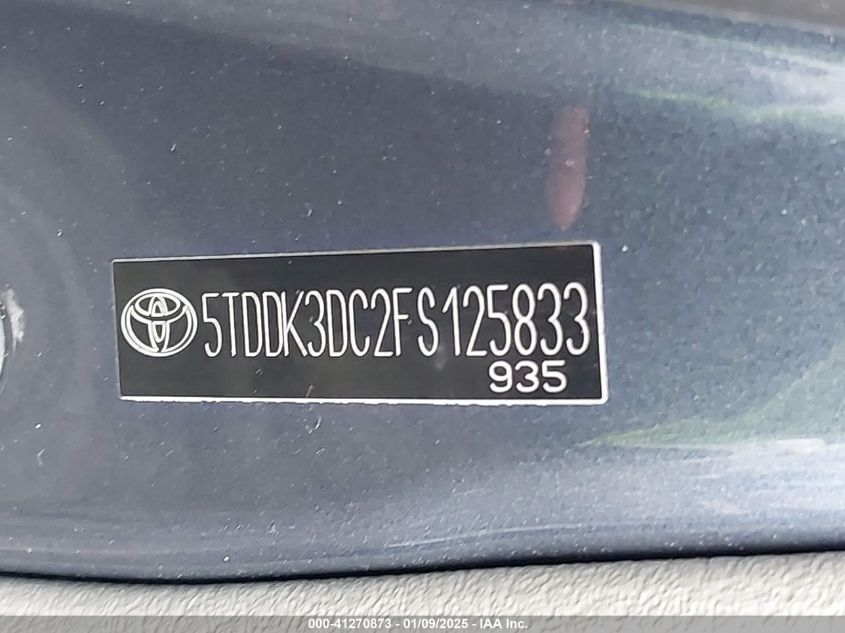 5TDDK3DC2FS125833
935
000-41270873 - 01/09/2025 - IAA Inc.